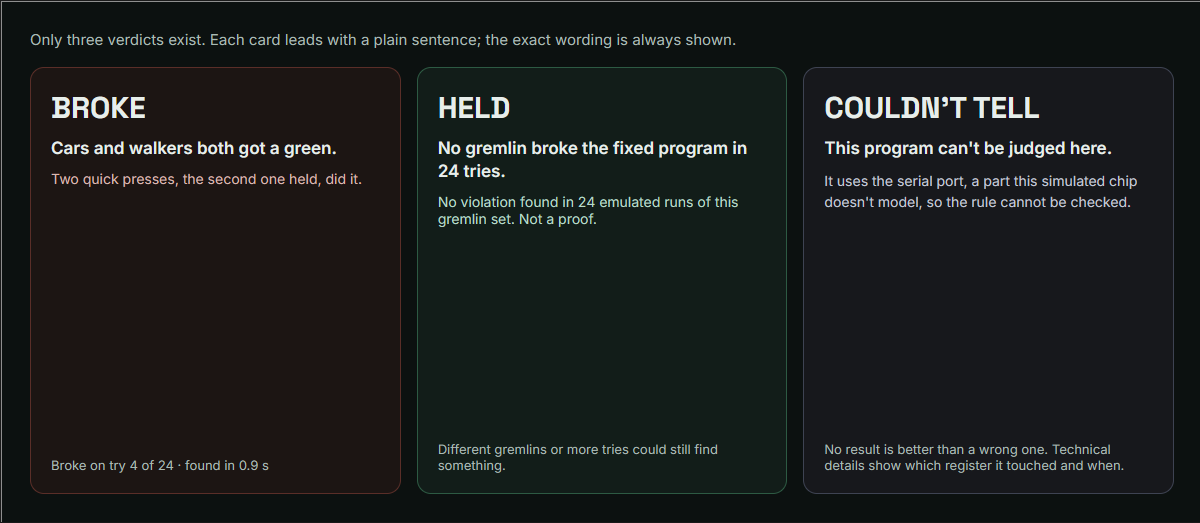 Only three verdicts exist. Each card leads with a plain sentence; the exact wording is always shown.
BROKE
Cars and walkers both got a green.
Two quick presses, the second one held, did it.
Broke on try 4 of 24 · found in 0.9 s
HELD
No gremlin broke the fixed program in
24 tries.
No violation found in 24 emulated runs of this
gremlin set. Not a proof.
Different gremlins or more tries could still find
something.
COULDN’T TELL
This program can't be judged here.
It uses the serial port, a part this simulated chip
doesn't model, so the rule cannot be checked.
No result is better than a wrong one. Technical
details show which register it touched and when.